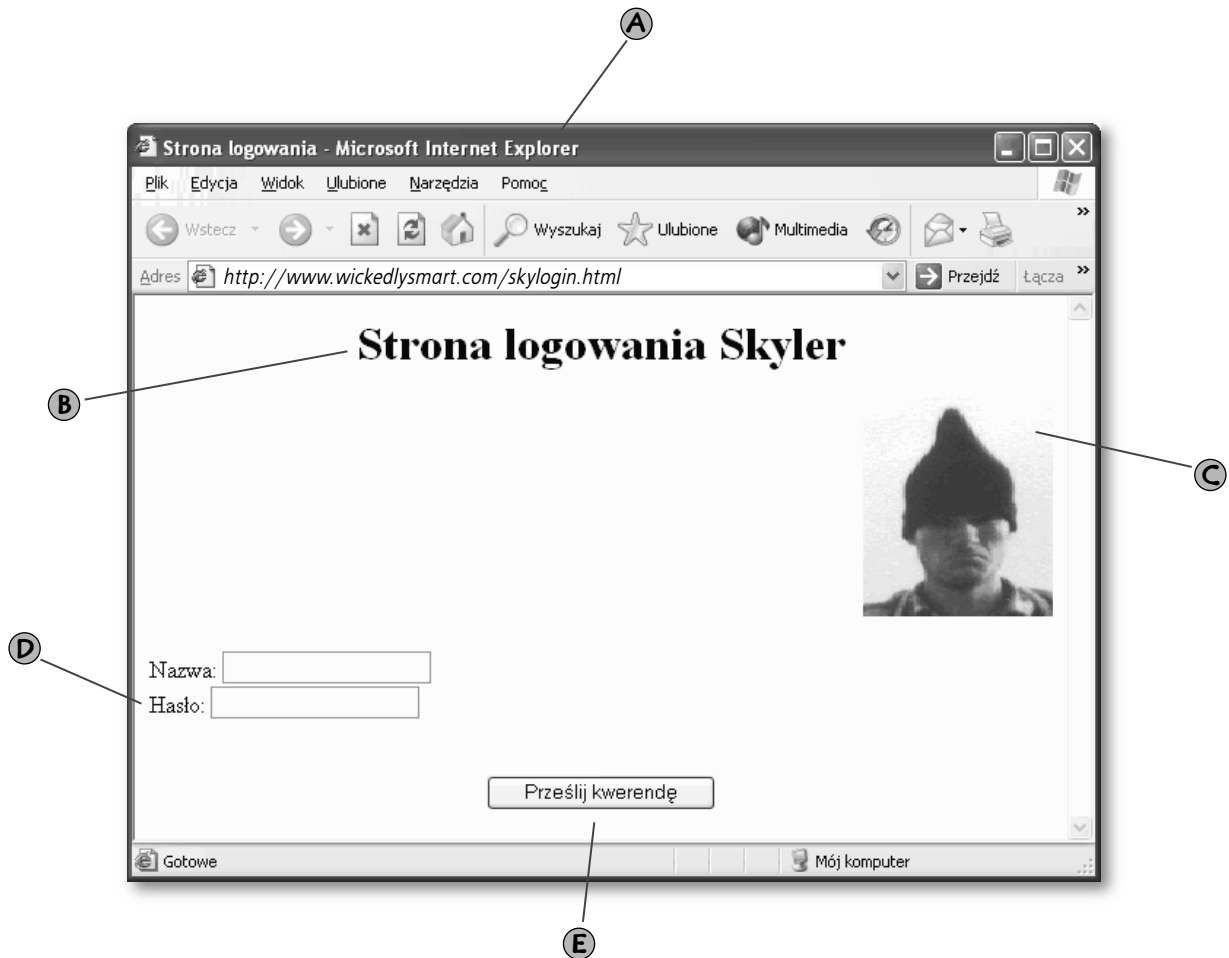 A
Strona logowania - Microsoft Internet Explorer
Plik Edycja Widok Ulubione Narzędzia Pomoc
Wstecz Wyszukaj Ulubione Multimedia »
Adres http://www.wickedlysmart.com/skylogin.html Przejdź Łącza »
Strona logowania Skyler
B
C
D
Nazwa:
Hasło:
Prześlij kwerendę
Gotowe Mój komputer
E